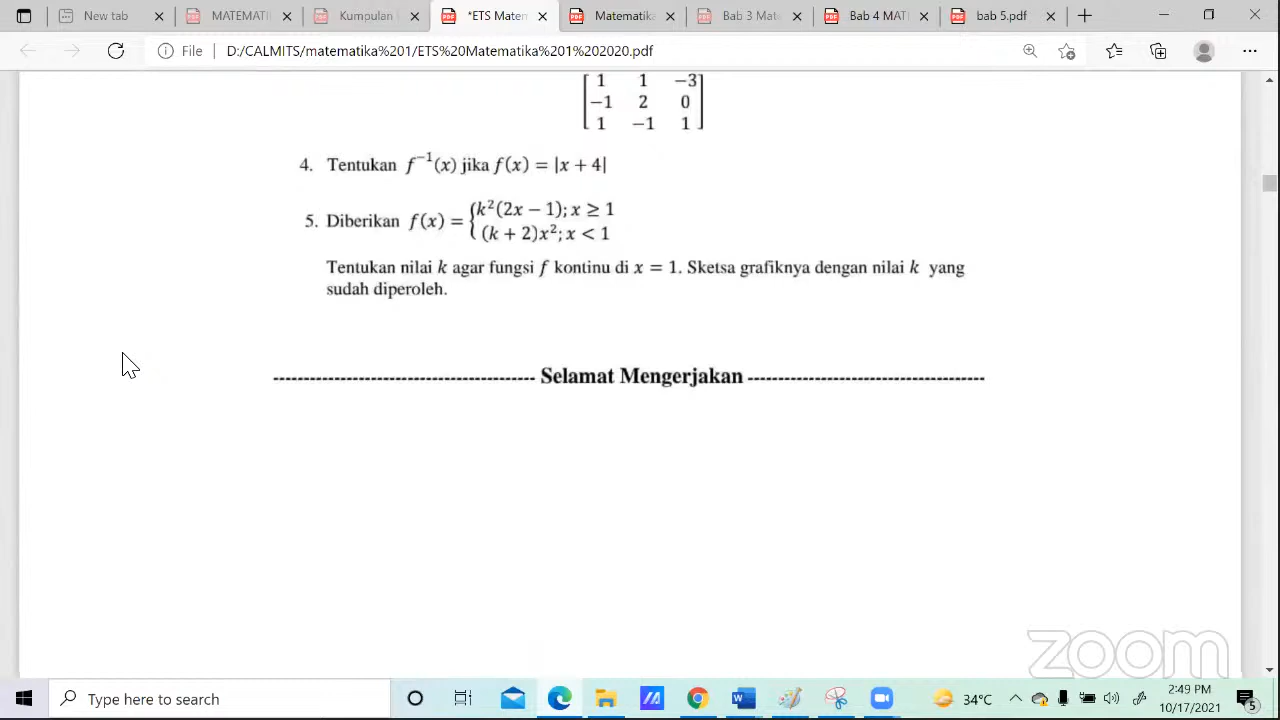 New tab
MATEMATI
Kumpulan
*ETS Matem
Matematika
Bab 3 Mate
Bab 4 MATI
bab 5.pdf
File
D:/CALMITS/matematika%201/ETS%20Matematika%201%202020.pdf
1 1 −3
−1 2 0
1 −1 1
4. Tentukan f⁻¹(x) jika f(x) = |x + 4|
5. Diberikan f(x) = { k²(2x − 1); x ≥ 1
(k + 2)x²; x < 1
Tentukan nilai k agar fungsi f kontinu di x = 1. Sketsa grafiknya dengan nilai k yang
sudah diperoleh.
------------------------------------------- Selamat Mengerjakan ---------------------------------------
zoom
Type here to search
34°C
2:49 PM
10/17/2021
5